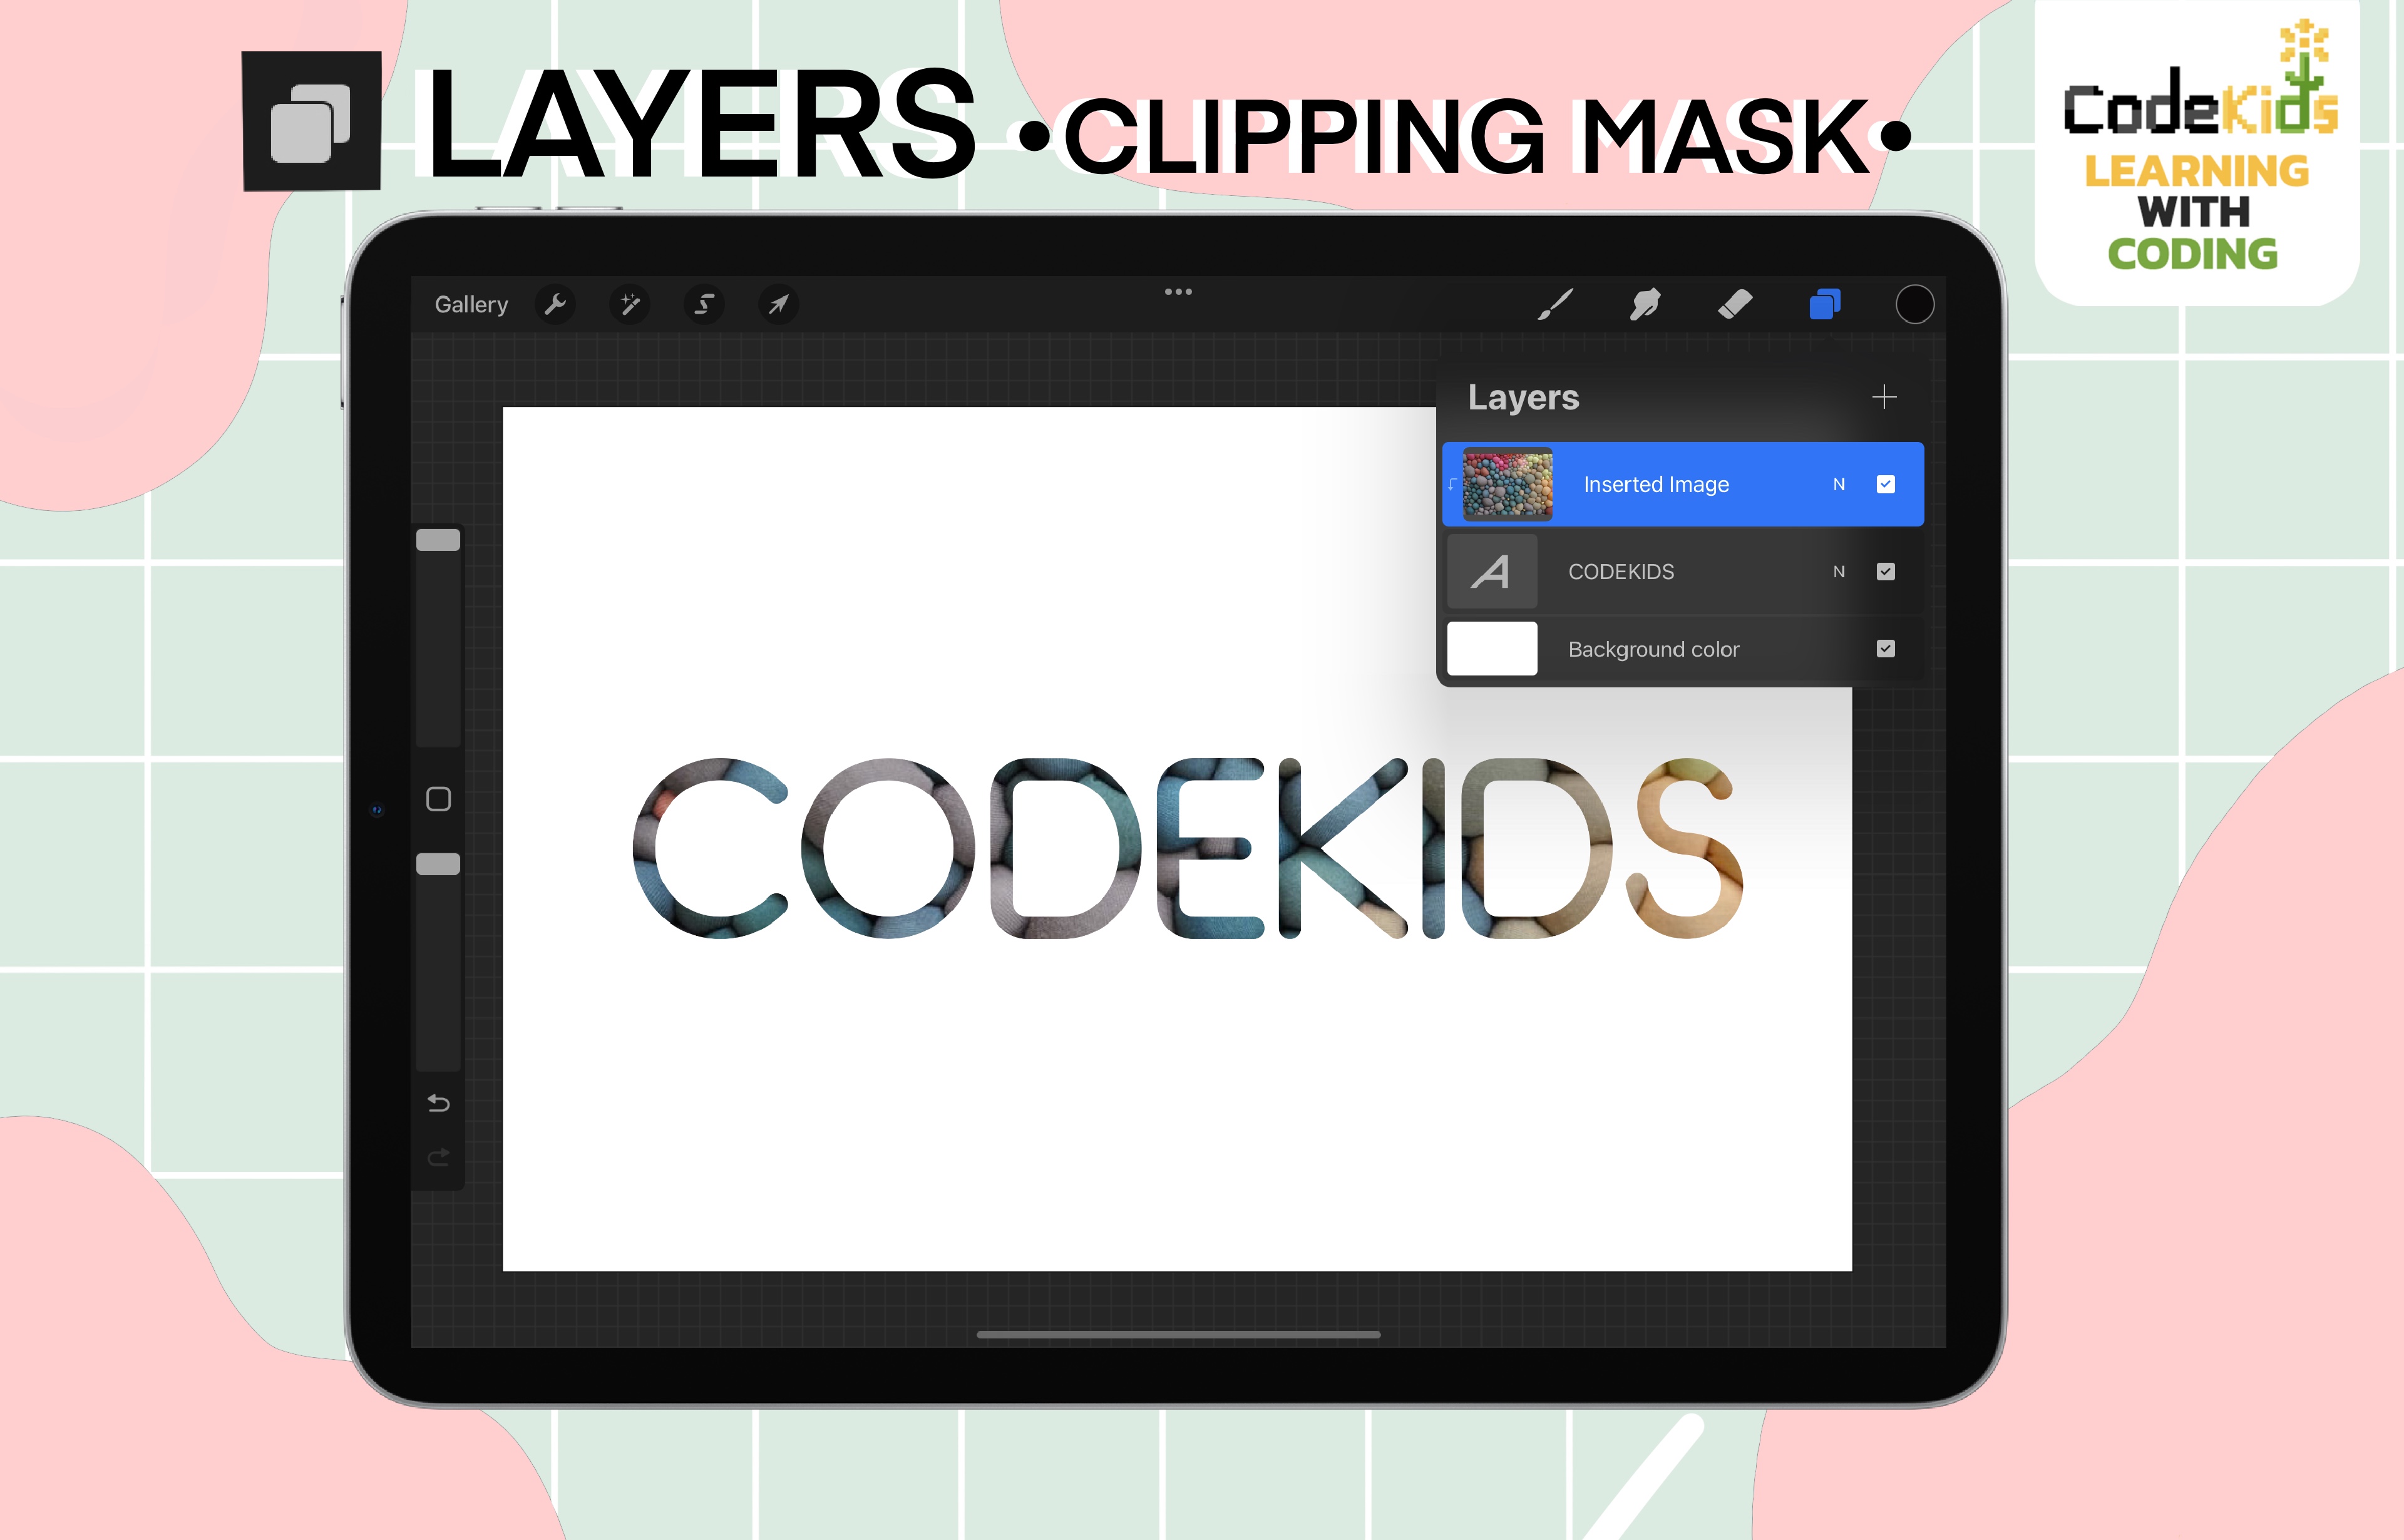 LAYERS •CLIPPING MASK•
CodeKids
LEARNING
WITH
CODING
Gallery
Layers
Inserted Image N
CODEKIDS N
Background color
CODEKIDS